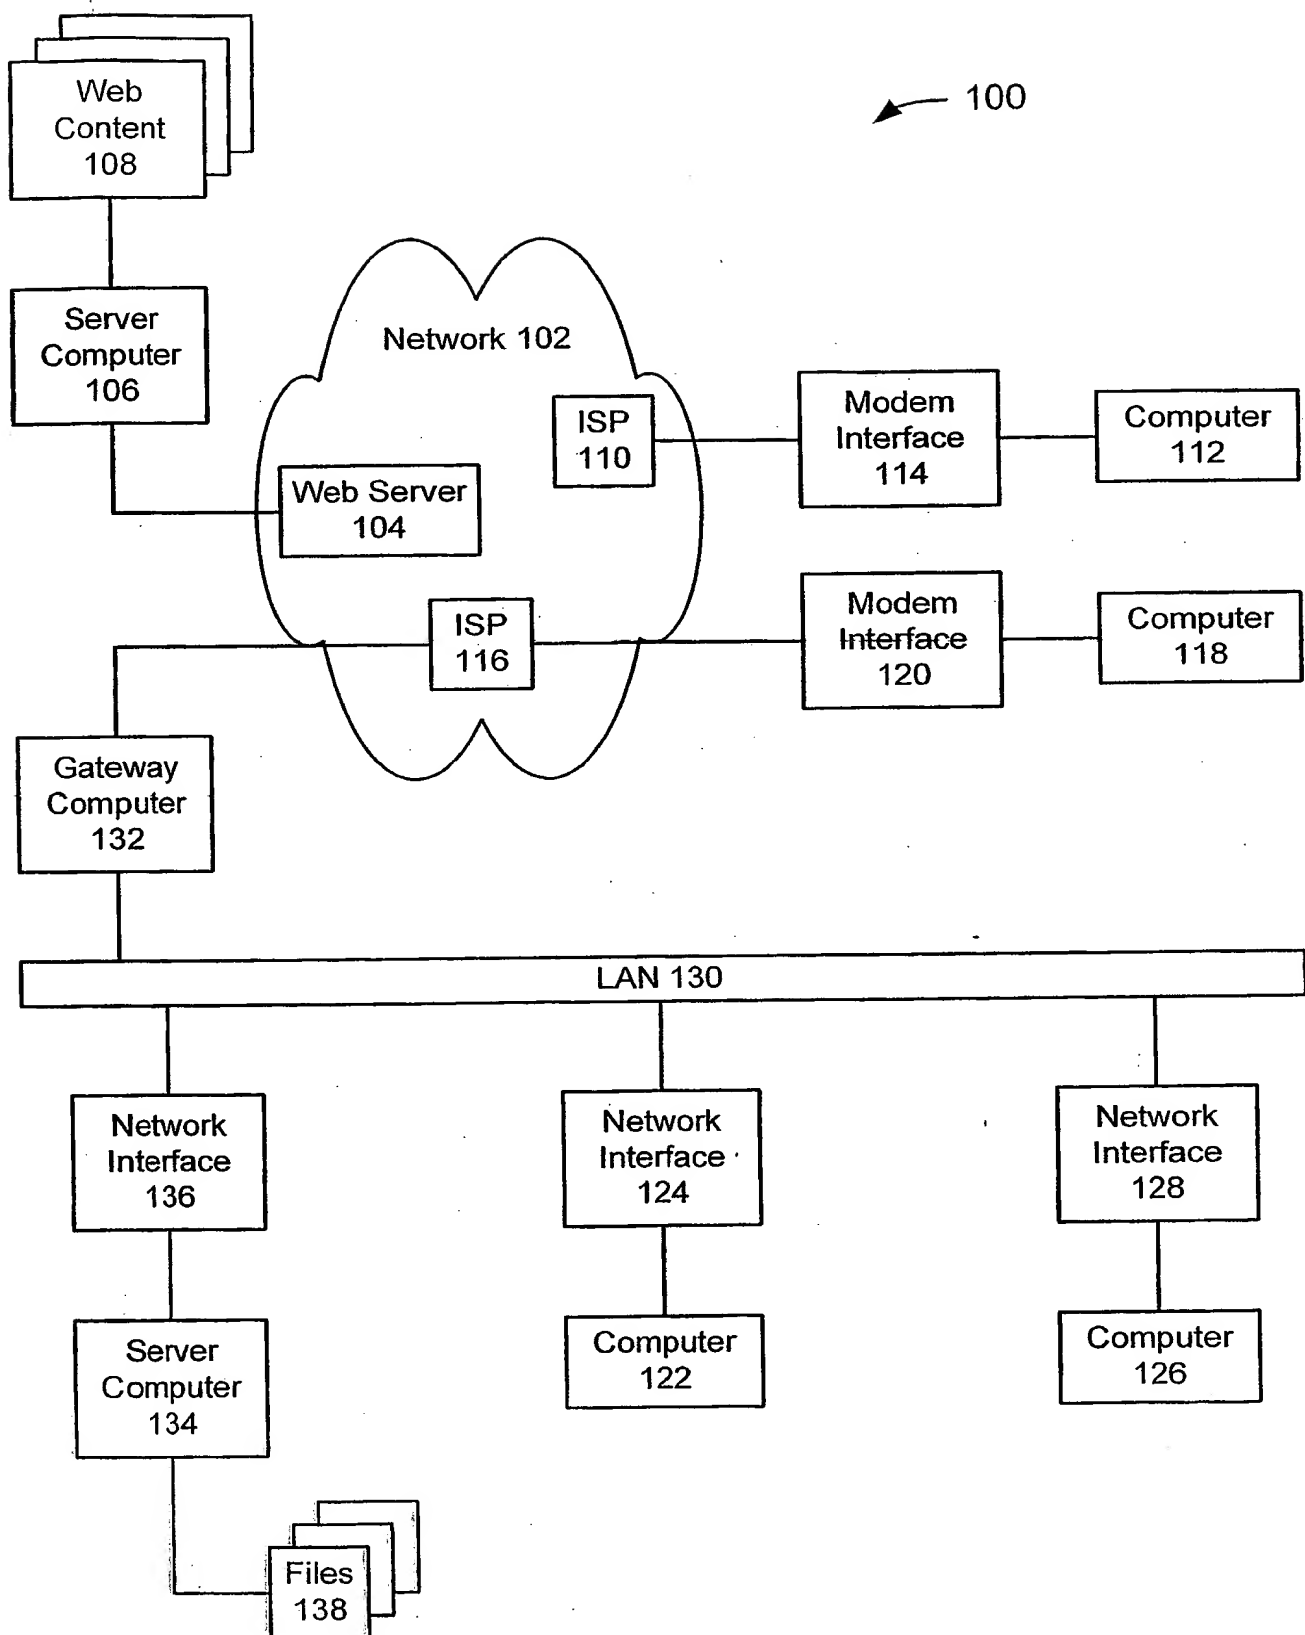 Web
Content
108
100
Server
Computer
106
Network 102
ISP
110
Modem
Interface
114
Computer
112
Web Server
104
ISP
116
Modem
Interface
120
Computer
118
Gateway
Computer
132
LAN 130
Network
Interface
136
Network
Interface
124
Network
Interface
128
Server
Computer
134
Computer
122
Computer
126
Files
138